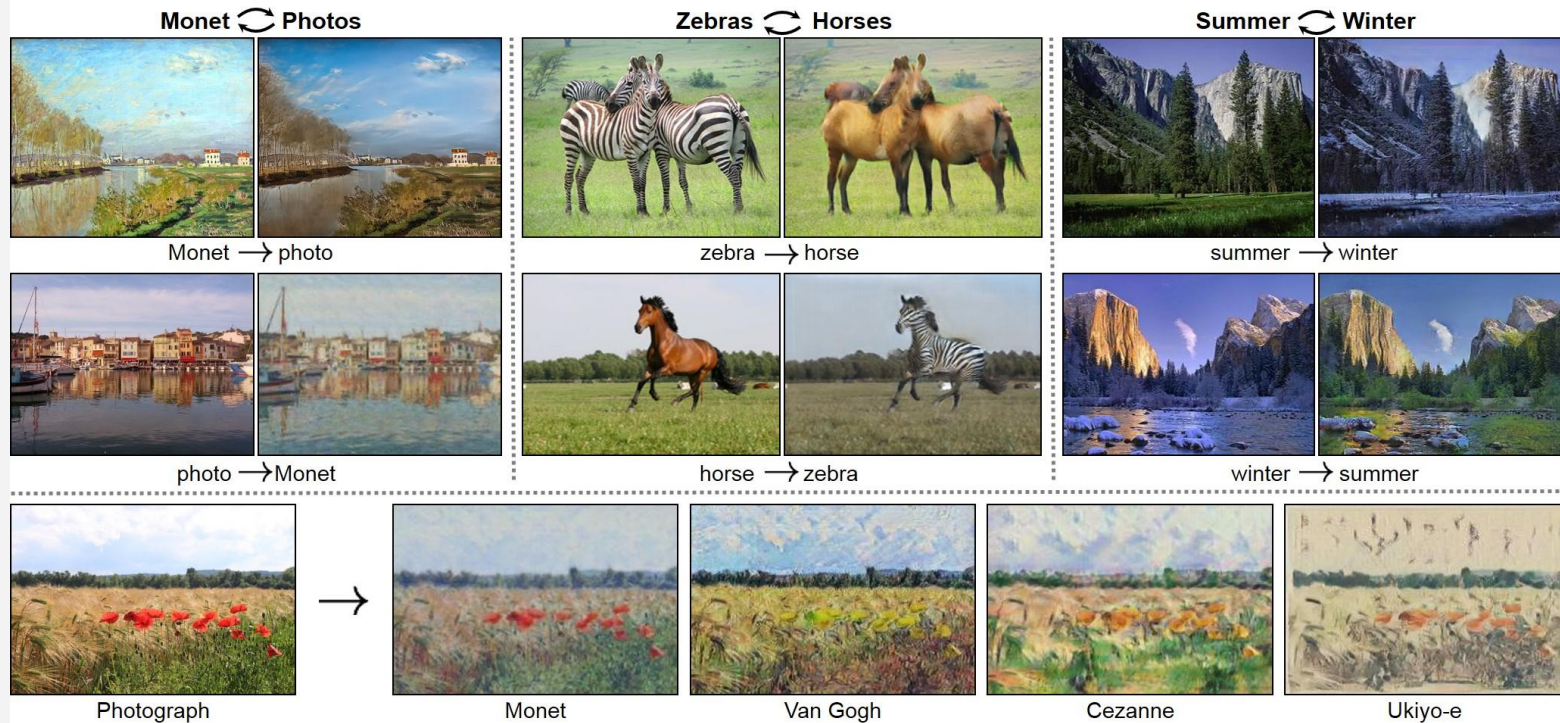 Monet Photos
Zebras Horses
Summer Winter
Monet → photo
zebra → horse
summer → winter
photo → Monet
horse → zebra
winter → summer
Photograph
Monet
Van Gogh
Cezanne
Ukiyo-e